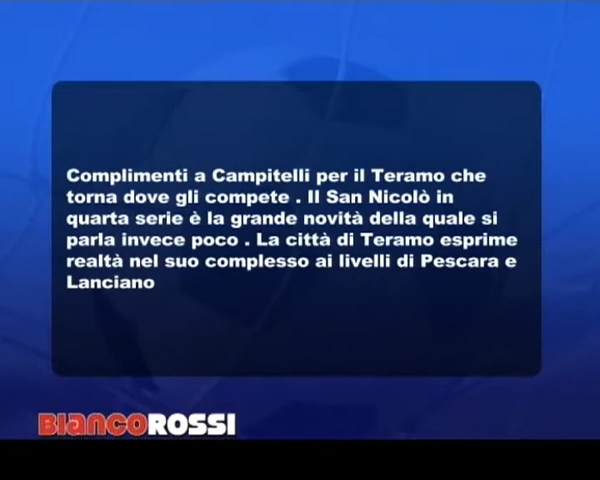 Complimenti a Campitelli per il Teramo che
torna dove gli compete . Il San Nicolò in
quarta serie è la grande novità della quale si
parla invece poco . La città di Teramo esprime
realtà nel suo complesso ai livelli di Pescara e
Lanciano
BIANCOROSSI